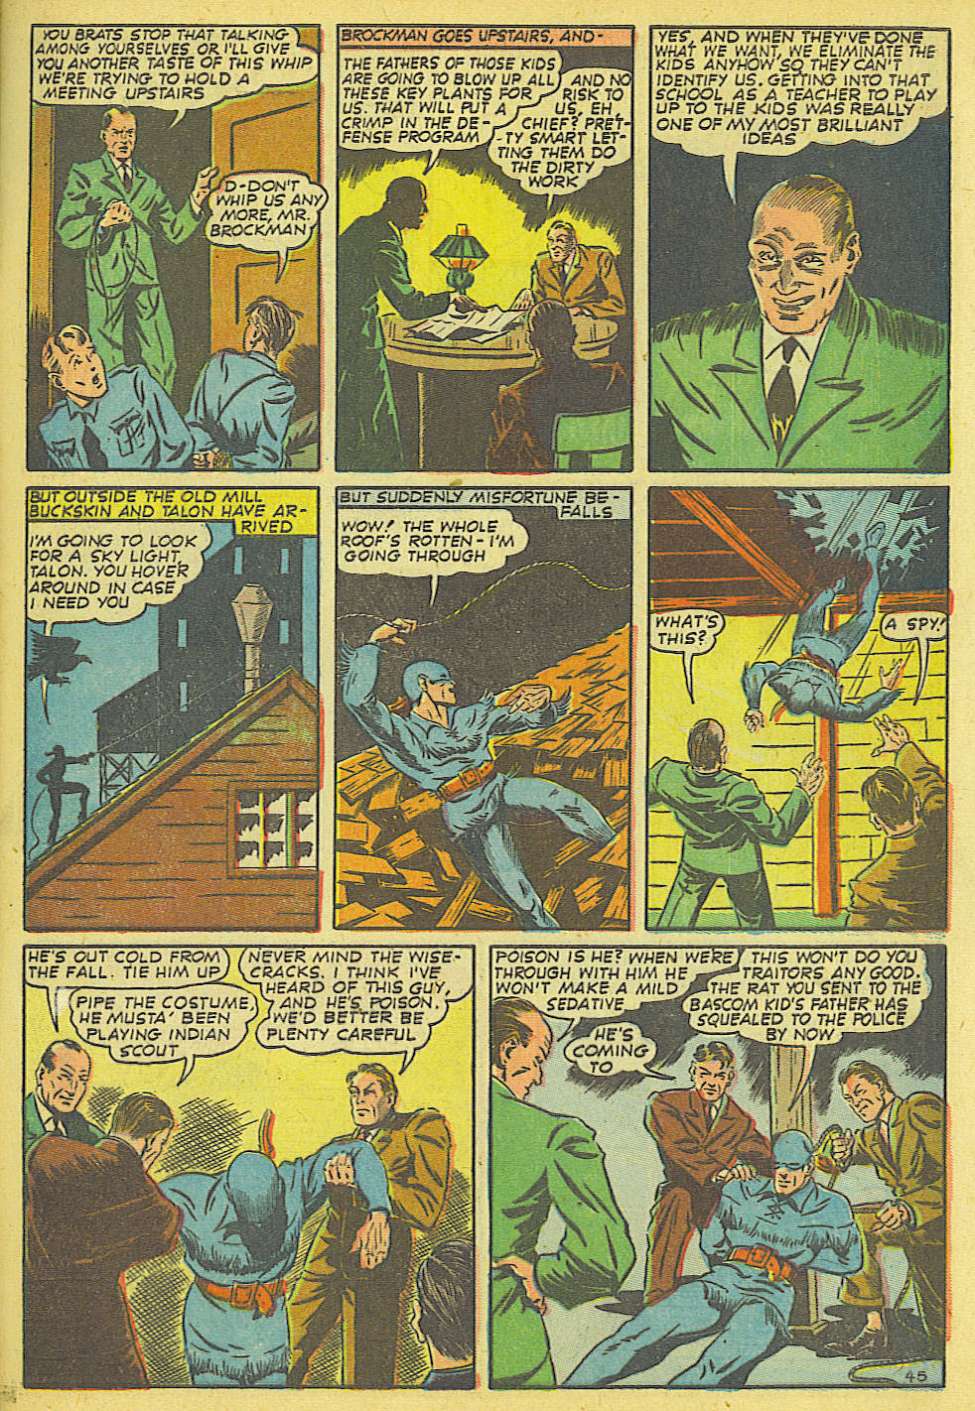 YOU BRATS STOP THAT TALKING
AMONG YOURSELVES OR I'LL GIVE
YOU ANOTHER TASTE OF THIS WHIP
WE'RE TRYING TO HOLD A
MEETING UPSTAIRS
D-DON'T
WHIP US ANY
MORE, MR.
BROCKMAN
BROCKMAN GOES UPSTAIRS, AND-
THE FATHERS OF THOSE KIDS
ARE GOING TO BLOW UP ALL
THESE KEY PLANTS FOR
US. THAT WILL PUT A
CRIMP IN THE DE-
FENSE PROGRAM
AND NO
RISK TO
US, EH
CHIEF? PRET-
TY SMART LET-
TING THEM DO
THE DIRTY
WORK
YES, AND WHEN THEY'VE DONE
WHAT WE WANT, WE ELIMINATE THE
KIDS ANYHOW SO THEY CAN'T
IDENTIFY US. GETTING INTO THAT
SCHOOL AS A TEACHER TO PLAY
UP TO THE KIDS WAS REALLY
ONE OF MY MOST BRILLIANT
IDEAS
BUT OUTSIDE THE OLD MILL
BUCKSKIN AND TALON HAVE AR-
RIVED
I'M GOING TO LOOK
FOR A SKY LIGHT,
TALON. YOU HOVER
AROUND IN CASE
I NEED YOU
BUT SUDDENLY MISFORTUNE BE-
FALLS
WOW! THE WHOLE
ROOF'S ROTTEN-I'M
GOING THROUGH
WHAT'S
THIS?
A SPY!
HE'S OUT COLD FROM
THE FALL. TIE HIM UP
PIPE THE COSTUME,
HE MUSTA' BEEN
PLAYING INDIAN
SCOUT
NEVER MIND THE WISE-
CRACKS. I THINK I'VE
HEARD OF THIS GUY,
AND HE'S POISON.
WE'D BETTER BE
PLENTY CAREFUL
POISON IS HE? WHEN WE'RE
THROUGH WITH HIM HE
WON'T MAKE A MILD
SEDATIVE
HE'S
COMING
TO
THIS WON'T DO YOU
TRAITORS ANY GOOD.
THE RAT YOU SENT TO THE
BASCOM KID'S FATHER HAS
SQUEALED TO THE POLICE
BY NOW
45